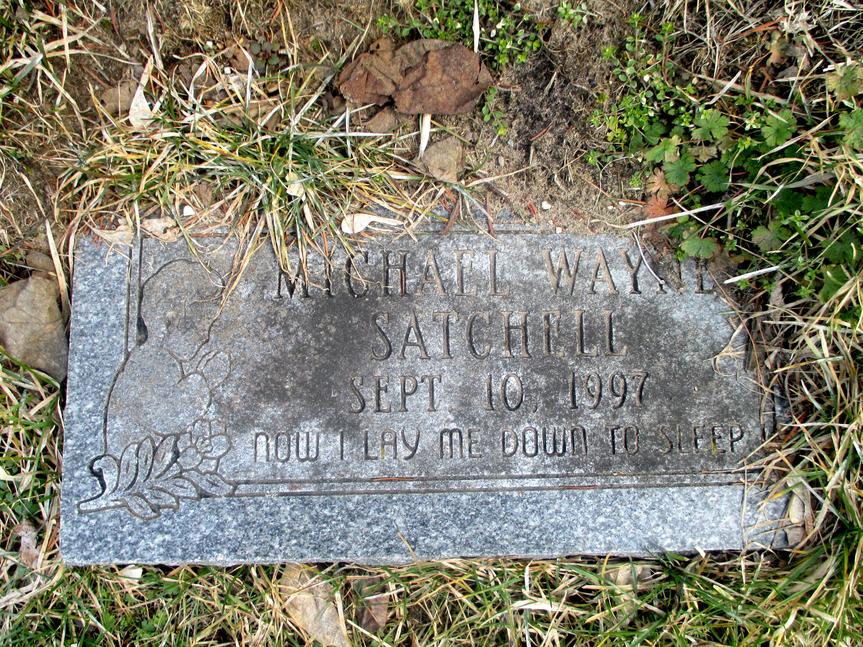 MICHAEL WAYNE
SATCHELL
SEPT 10, 1997
NOW I LAY ME DOWN TO SLEEP